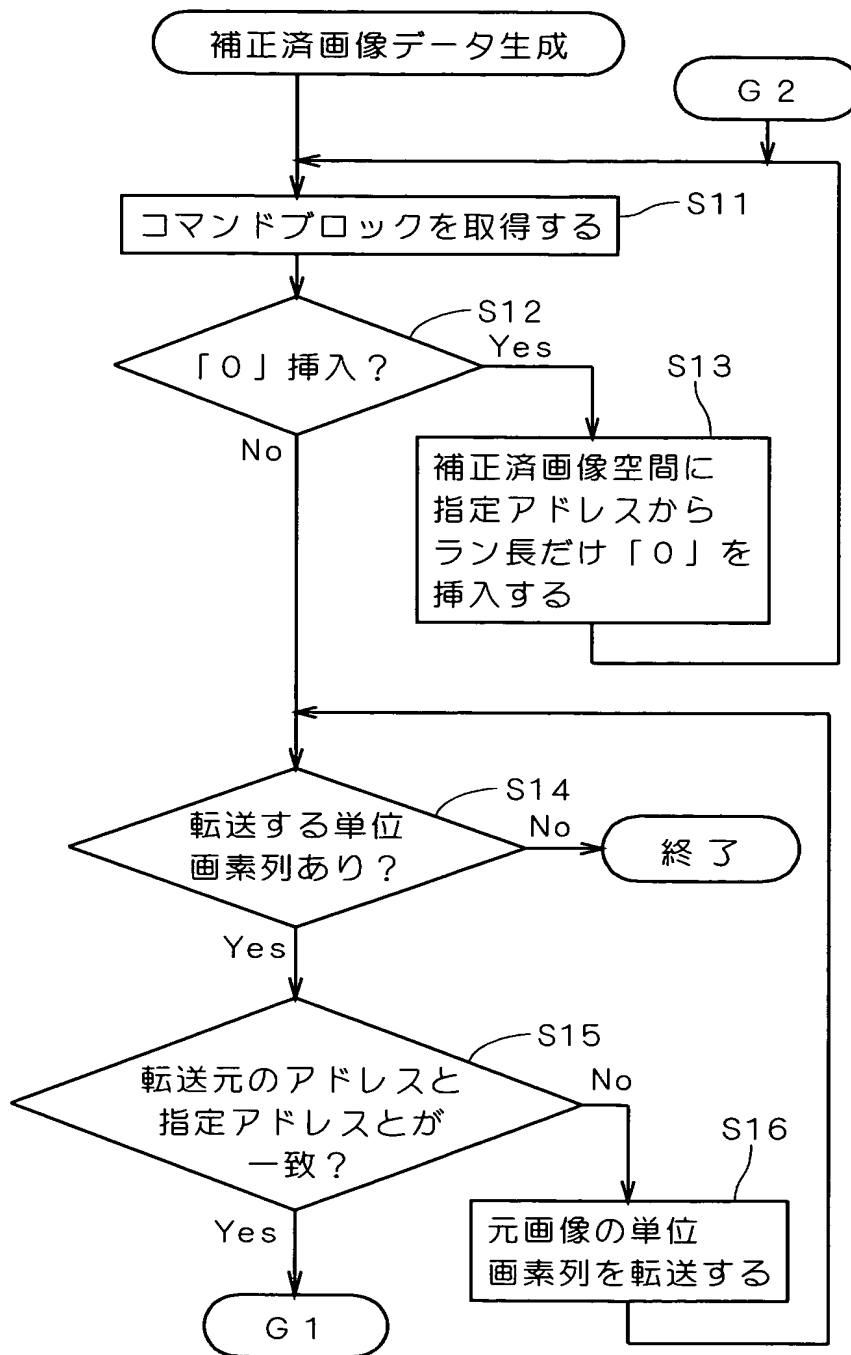 補正済画像データ生成
G2
S11
コマンドブロックを取得する
S12
「0」挿入?
Yes
No
S13
補正済画像空間に
指定アドレスから
ラン長だけ「0」を
挿入する
S14
転送する単位
画素列あり?
No
終了
Yes
S15
転送元のアドレスと
指定アドレスとが
一致?
No
Yes
S16
元画像の単位
画素列を転送する
G1